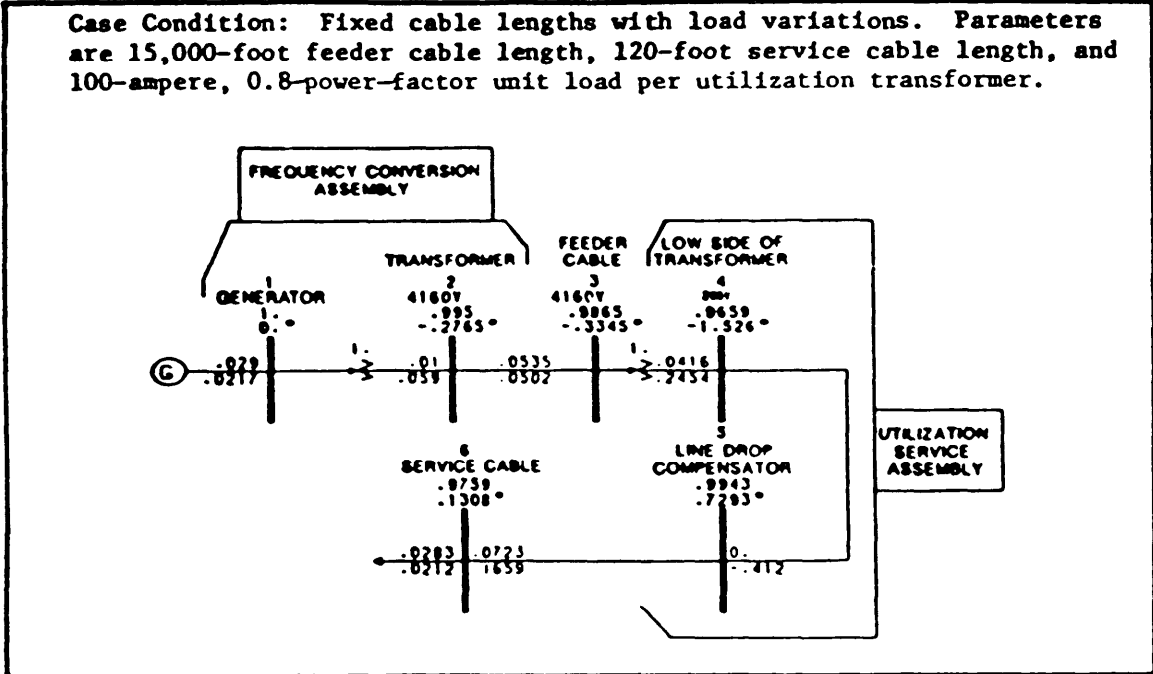 Case Condition: Fixed cable lengths with load variations. Parameters
are 15,000-foot feeder cable length, 120-foot service cable length, and
100-ampere, 0.8-power-factor unit load per utilization transformer.
FREQUENCY CONVERSION
ASSEMBLY
1
GENERATOR
1.
0.°
TRANSFORMER
2
4160V
.995
-.2765°
FEEDER
CABLE
3
4160V
.9865
-.3345°
LOW SIDE OF
TRANSFORMER
4
.9659
-1.526°
G
.029
.0217
1.
.01
.059
.0535
.0502
1.
.0416
.2454
UTILIZATION
SERVICE
ASSEMBLY
6
SERVICE CABLE
.9759
.1308°
5
LINE DROP
COMPENSATOR
.9943
.7293°
.0283
.0212
.0723
.1659
0.
-.412